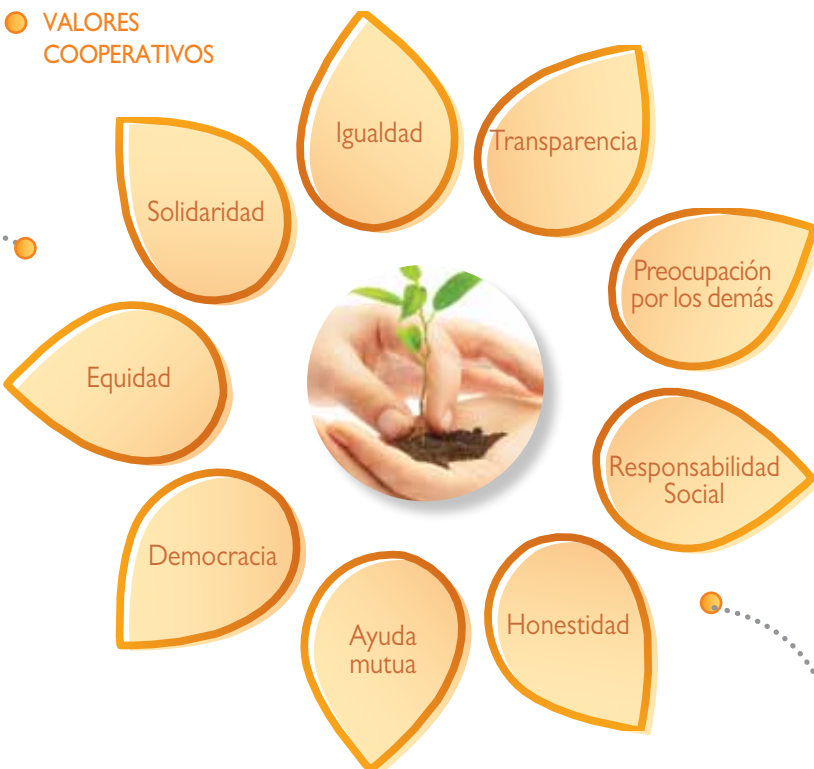 VALORES
COOPERATIVOS
Igualdad
Transparencia
Preocupación
por los demás
Responsabilidad
Social
Honestidad
Ayuda
mutua
Democracia
Equidad
Solidaridad